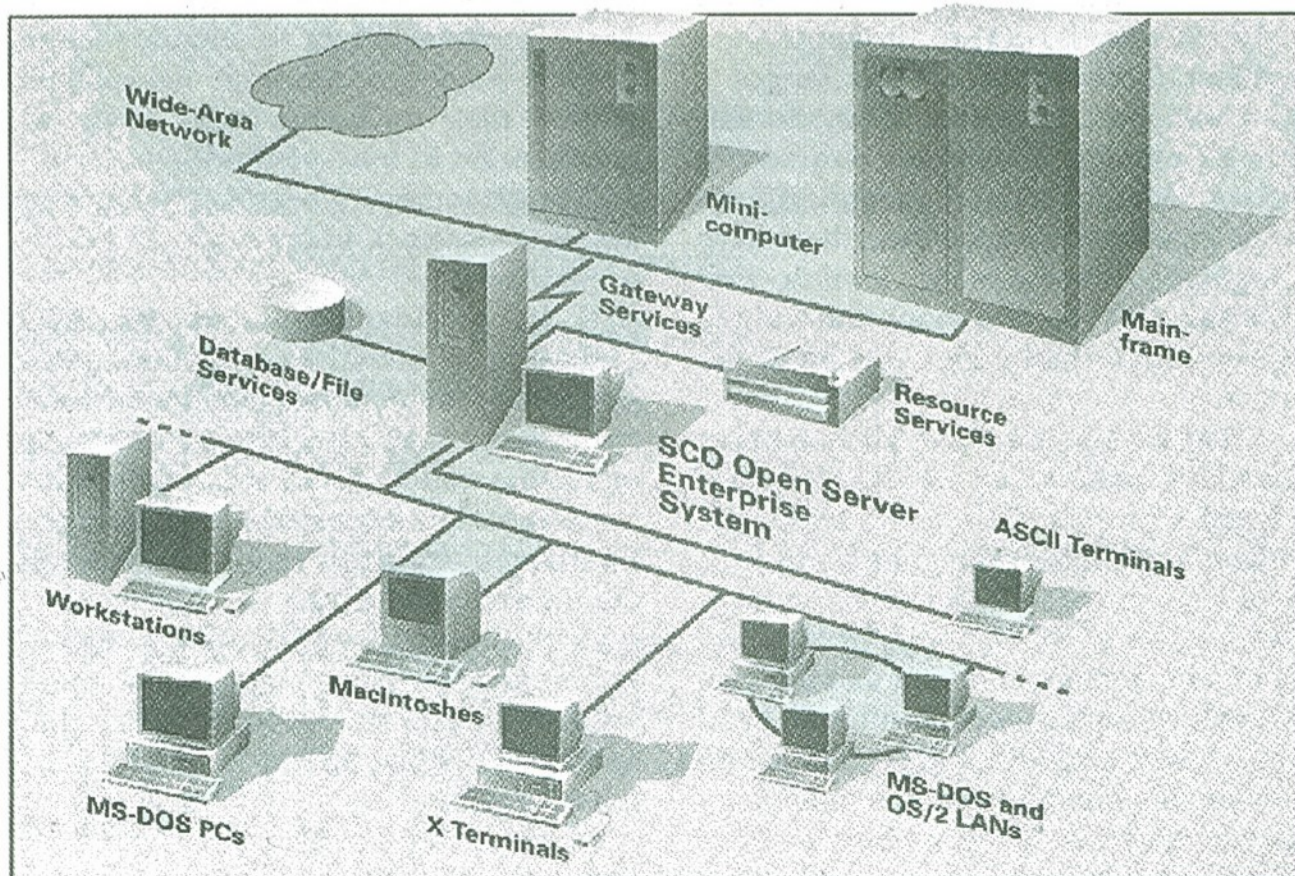 Wide-Area
Network
Mini-
computer
Main-
frame
Gateway
Services
Database/File
Services
Resource
Services
SCO Open Server
Enterprise
System
ASCII Terminals
Workstations
MacIntoshes
MS-DOS PCs
X Terminals
MS-DOS and
OS/2 LANs